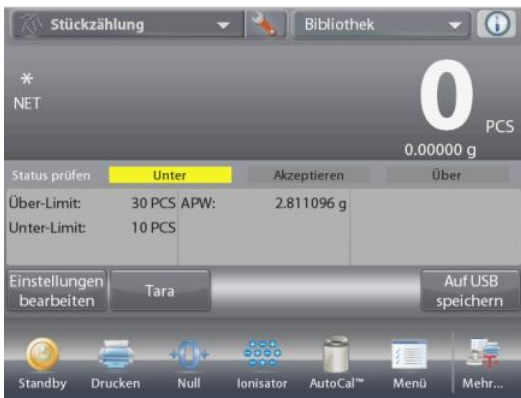 Stückzählung
Bibliothek
*
NET
0
PCS
0.00000 g
Status prüfen Unter Akzeptieren Über
Über-Limit: 30 PCS APW: 2.811096 g
Unter-Limit: 10 PCS
Einstellungen
bearbeiten
Tara
Auf USB
speichern
Standby Drucken Null Ionisator AutoCal™ Menü Mehr...